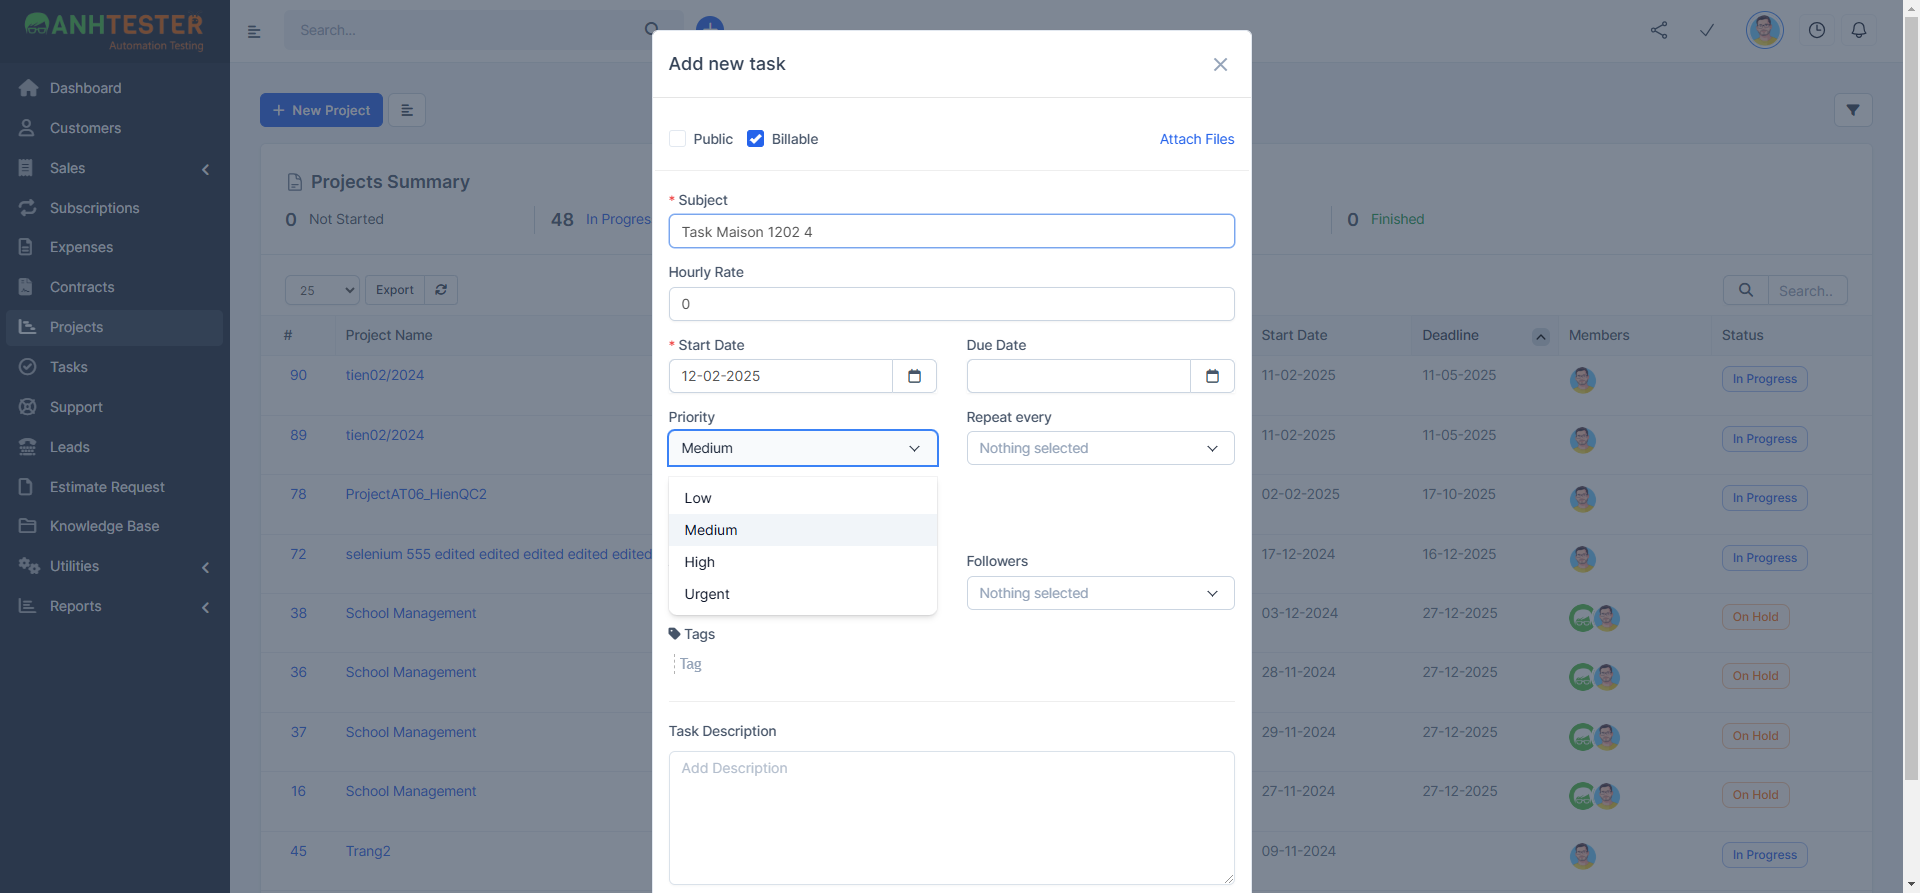 ANHTESTER
Automation Testing
Dashboard
Customers
Sales
Subscriptions
Expenses
Contracts
Projects
Tasks
Support
Leads
Estimate Request
Knowledge Base
Utilities
Reports
Search...
New Project
Projects Summary
0 Not Started
48 In Progres
0 Finished
25
Export
Search..
# Project Name Start Date Deadline Members Status
90 tien02/2024 11-02-2025 11-05-2025 In Progress
89 tien02/2024 11-02-2025 11-05-2025 In Progress
78 ProjectAT06_HienQC2 02-02-2025 17-10-2025 In Progress
72 selenium 555 edited edited edited edited edited 17-12-2024 16-12-2025 In Progress
38 School Management 03-12-2024 27-12-2025 On Hold
36 School Management 28-11-2024 27-12-2025 On Hold
37 School Management 29-11-2024 27-12-2025 On Hold
16 School Management 27-11-2024 27-12-2025 On Hold
45 Trang2 09-11-2024 In Progress
Add new task
Public Billable Attach Files
* Subject
Task Maison 1202 4
Hourly Rate
0
* Start Date Due Date
12-02-2025
Priority Repeat every
Medium Nothing selected
Low
Medium
High
Urgent
Followers
Nothing selected
Tags
Tag
Task Description
Add Description